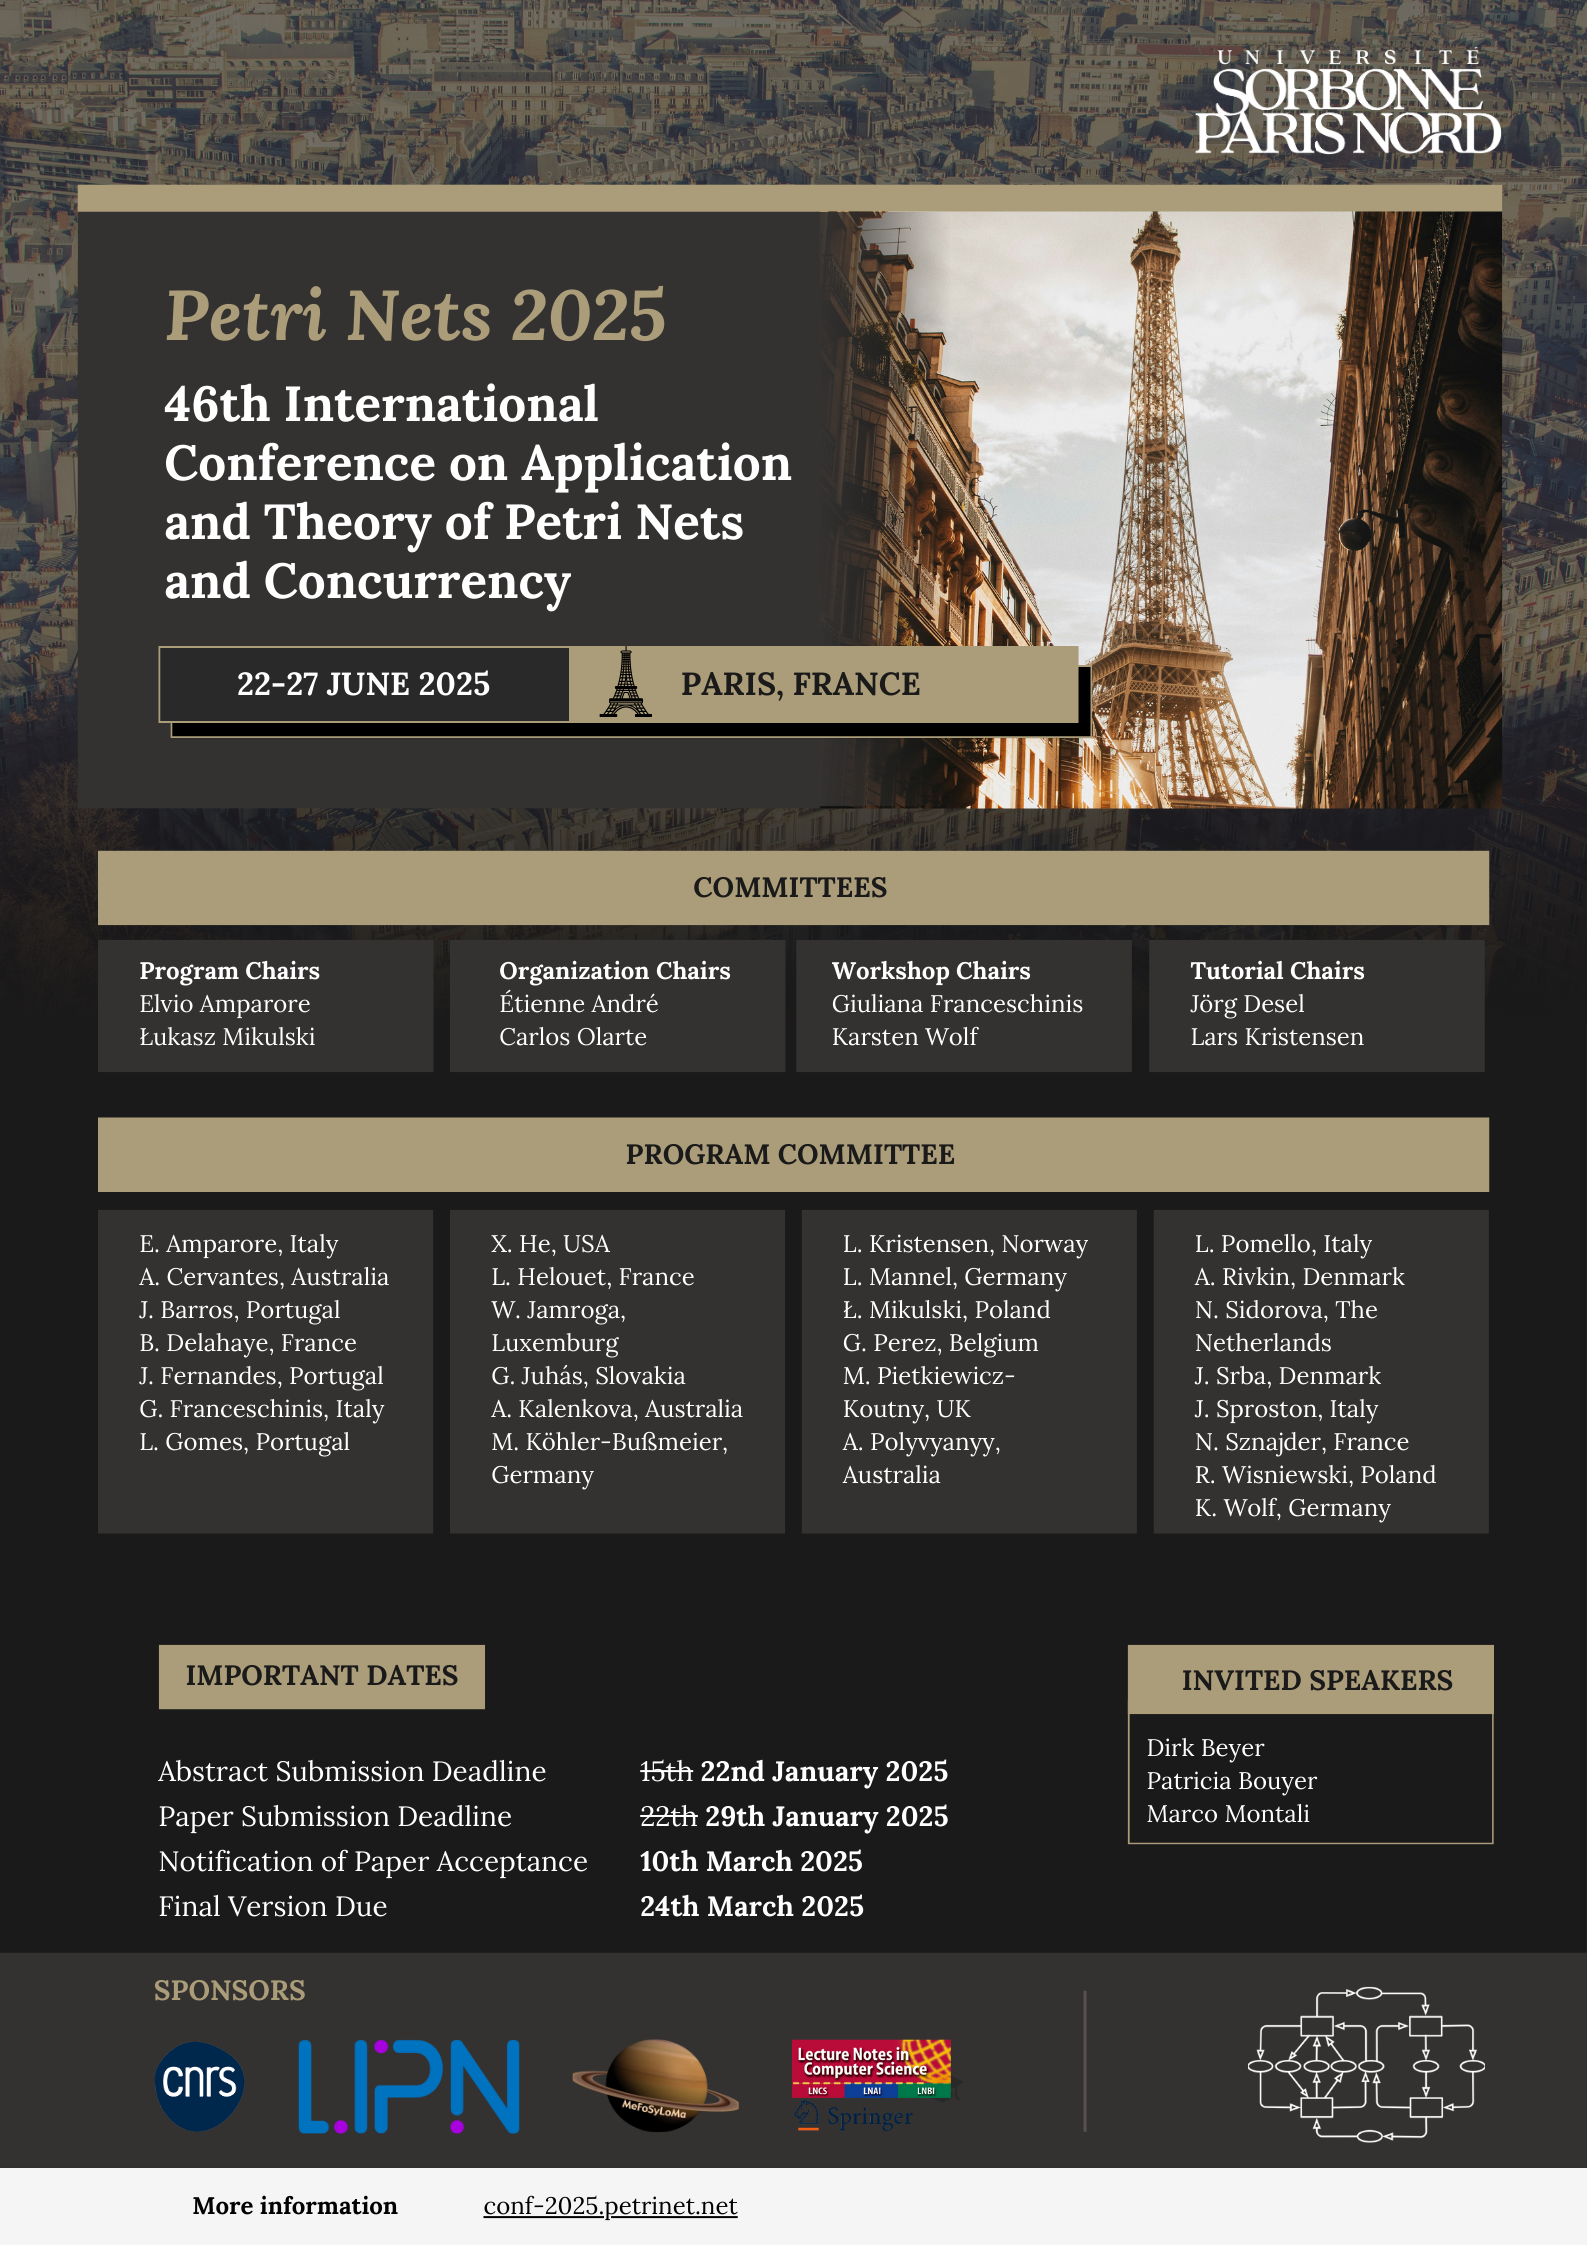 UNIVERSITÉ
SORBONNE
PARIS NORD
Petri Nets 2025
46th International
Conference on Application
and Theory of Petri Nets
and Concurrency
22-27 JUNE 2025
PARIS, FRANCE
COMMITTEES
Program Chairs
Elvio Amparore
Łukasz Mikulski
Organization Chairs
Étienne André
Carlos Olarte
Workshop Chairs
Giuliana Franceschinis
Karsten Wolf
Tutorial Chairs
Jörg Desel
Lars Kristensen
PROGRAM COMMITTEE
E. Amparore, Italy
A. Cervantes, Australia
J. Barros, Portugal
B. Delahaye, France
J. Fernandes, Portugal
G. Franceschinis, Italy
L. Gomes, Portugal
X. He, USA
L. Helouet, France
W. Jamroga,
Luxemburg
G. Juhás, Slovakia
A. Kalenkova, Australia
M. Köhler-Bußmeier,
Germany
L. Kristensen, Norway
L. Mannel, Germany
Ł. Mikulski, Poland
G. Perez, Belgium
M. Pietkiewicz-
Koutny, UK
A. Polyvyanyy,
Australia
L. Pomello, Italy
A. Rivkin, Denmark
N. Sidorova, The
Netherlands
J. Srba, Denmark
J. Sproston, Italy
N. Sznajder, France
R. Wisniewski, Poland
K. Wolf, Germany
IMPORTANT DATES
Abstract Submission Deadline 15th 22nd January 2025
Paper Submission Deadline 22th 29th January 2025
Notification of Paper Acceptance 10th March 2025
Final Version Due 24th March 2025
INVITED SPEAKERS
Dirk Beyer
Patricia Bouyer
Marco Montali
SPONSORS
cnrs
LIPN
MeFoSyLoMa
Lecture Notes in
Computer Science
LNCS LNAI LNBI
Springer
More information conf-2025.petrinet.net